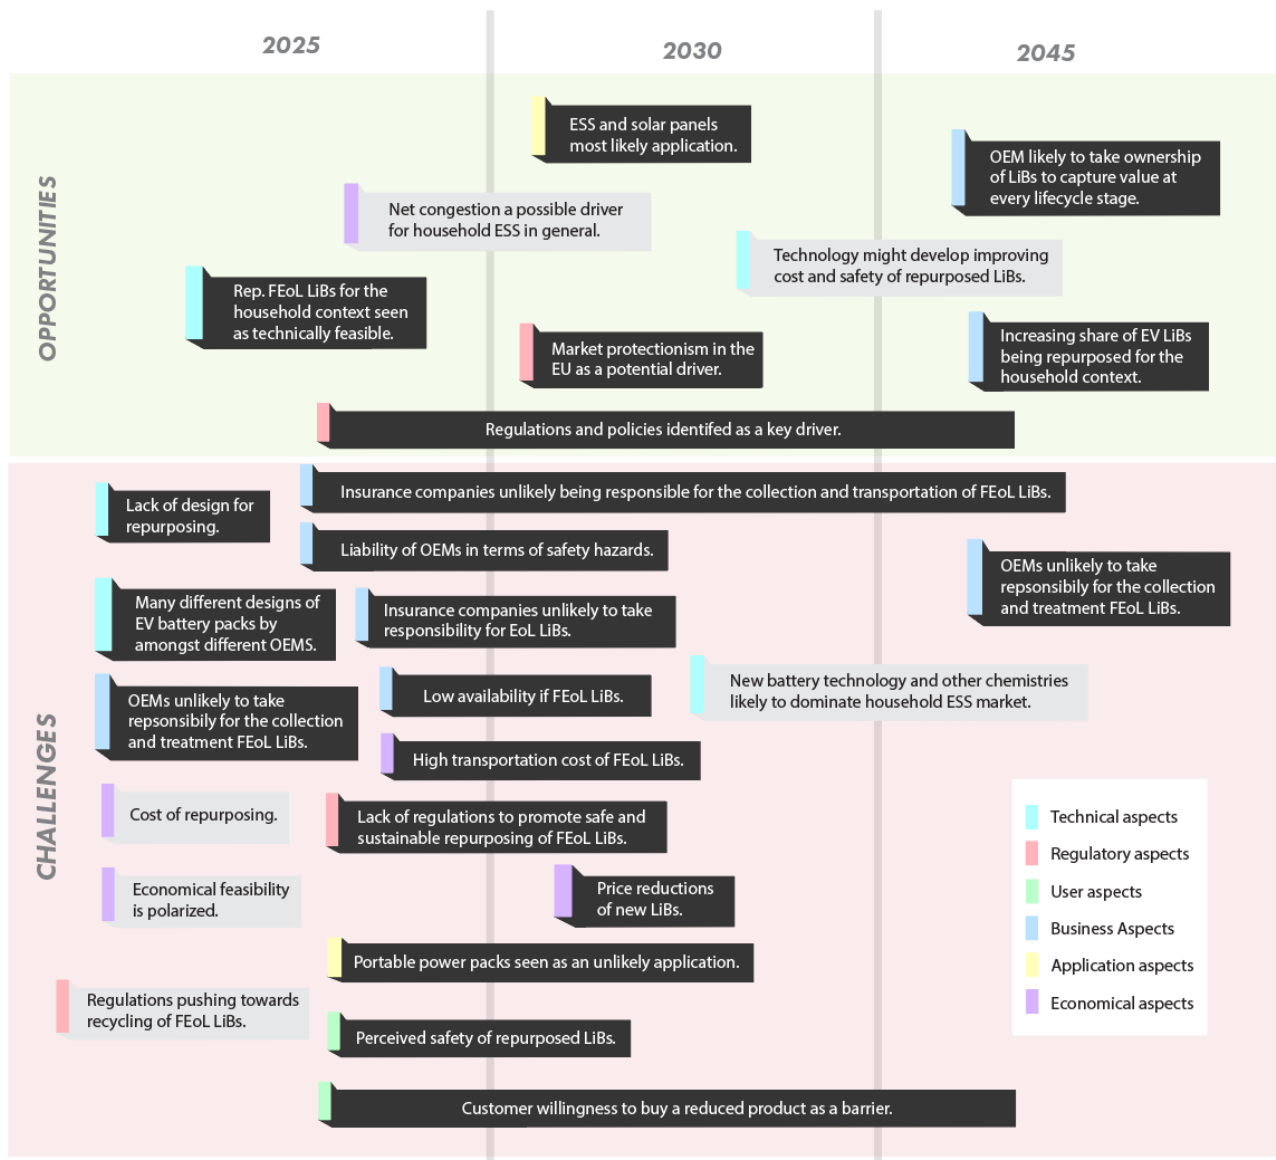 2025
2030
2045
OPPORTUNITIES
ESS and solar panels
most likely application.
OEM likely to take ownership
of LiBs to capture value at
every lifecycle stage.
Net congestion a possible driver
for household ESS in general.
Technology might develop improving
cost and safety of repurposed LiBs.
Rep. FEoL LiBs for the
household context seen
as technically feasible.
Market protectionism in the
EU as a potential driver.
Increasing share of EV LiBs
being repurposed for the
household context.
Regulations and policies identifed as a key driver.
CHALLENGES
Insurance companies unlikely being responsible for the collection and transportation of FEoL LiBs.
Lack of design for
repurposing.
Liability of OEMs in terms of safety hazards.
OEMs unlikely to take
repsonsibily for the collection
and treatment FEoL LiBs.
Many different designs of
EV battery packs by
amongst different OEMS.
Insurance companies unlikely to take
responsibility for EoL LiBs.
New battery technology and other chemistries
likely to dominate household ESS market.
OEMs unlikely to take
repsonsibily for the collection
and treatment FEoL LiBs.
Low availability if FEoL LiBs.
High transportation cost of FEoL LiBs.
Cost of repurposing.
Lack of regulations to promote safe and
sustainable repurposing of FEoL LiBs.
Economical feasibility
is polarized.
Price reductions
of new LiBs.
Portable power packs seen as an unlikely application.
Regulations pushing towards
recycling of FEoL LiBs.
Perceived safety of repurposed LiBs.
Customer willingness to buy a reduced product as a barrier.
Technical aspects
Regulatory aspects
User aspects
Business Aspects
Application aspects
Economical aspects